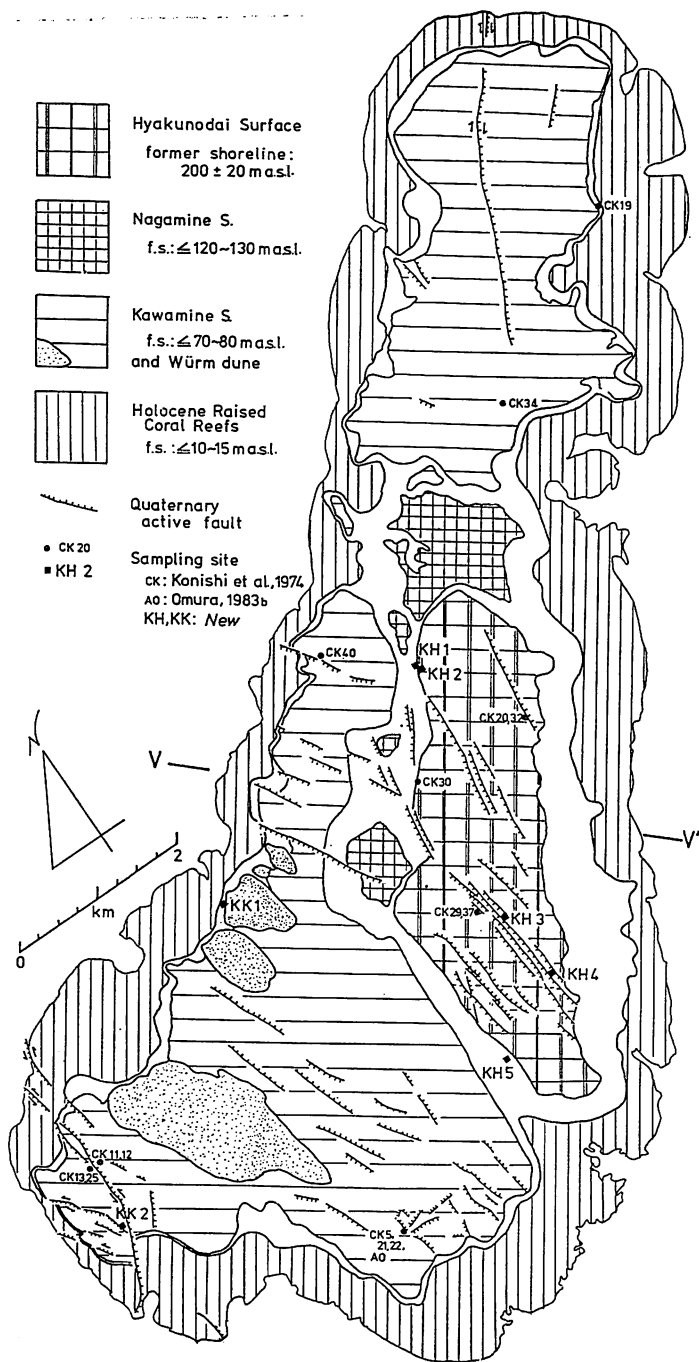 Hyakunodai Surface
former shoreline:
200 ± 20 m a.s.l.
Nagamine S.
f.s.: ≦ 120~130 m a.s.l.
Kawamine S.
f.s.: ≦ 70~80 m a.s.l.
and Würm dune
Holocene Raised
Coral Reefs
f.s.: ≦ 10~15 m a.s.l.
Quaternary
active fault
CK 20
KH 2
Sampling site
CK: Konishi et al., 1974
AO: Omura, 1983b
KH, KK: New
CK19
CK34
CK40
KH1
KH2
CK20,32
V
CK30
V'
N
2
km
0
KK1
CK29,37
KH3
KH4
KH5
CK11,12
CK13,25
KK2
CK5,
21,22,
AO